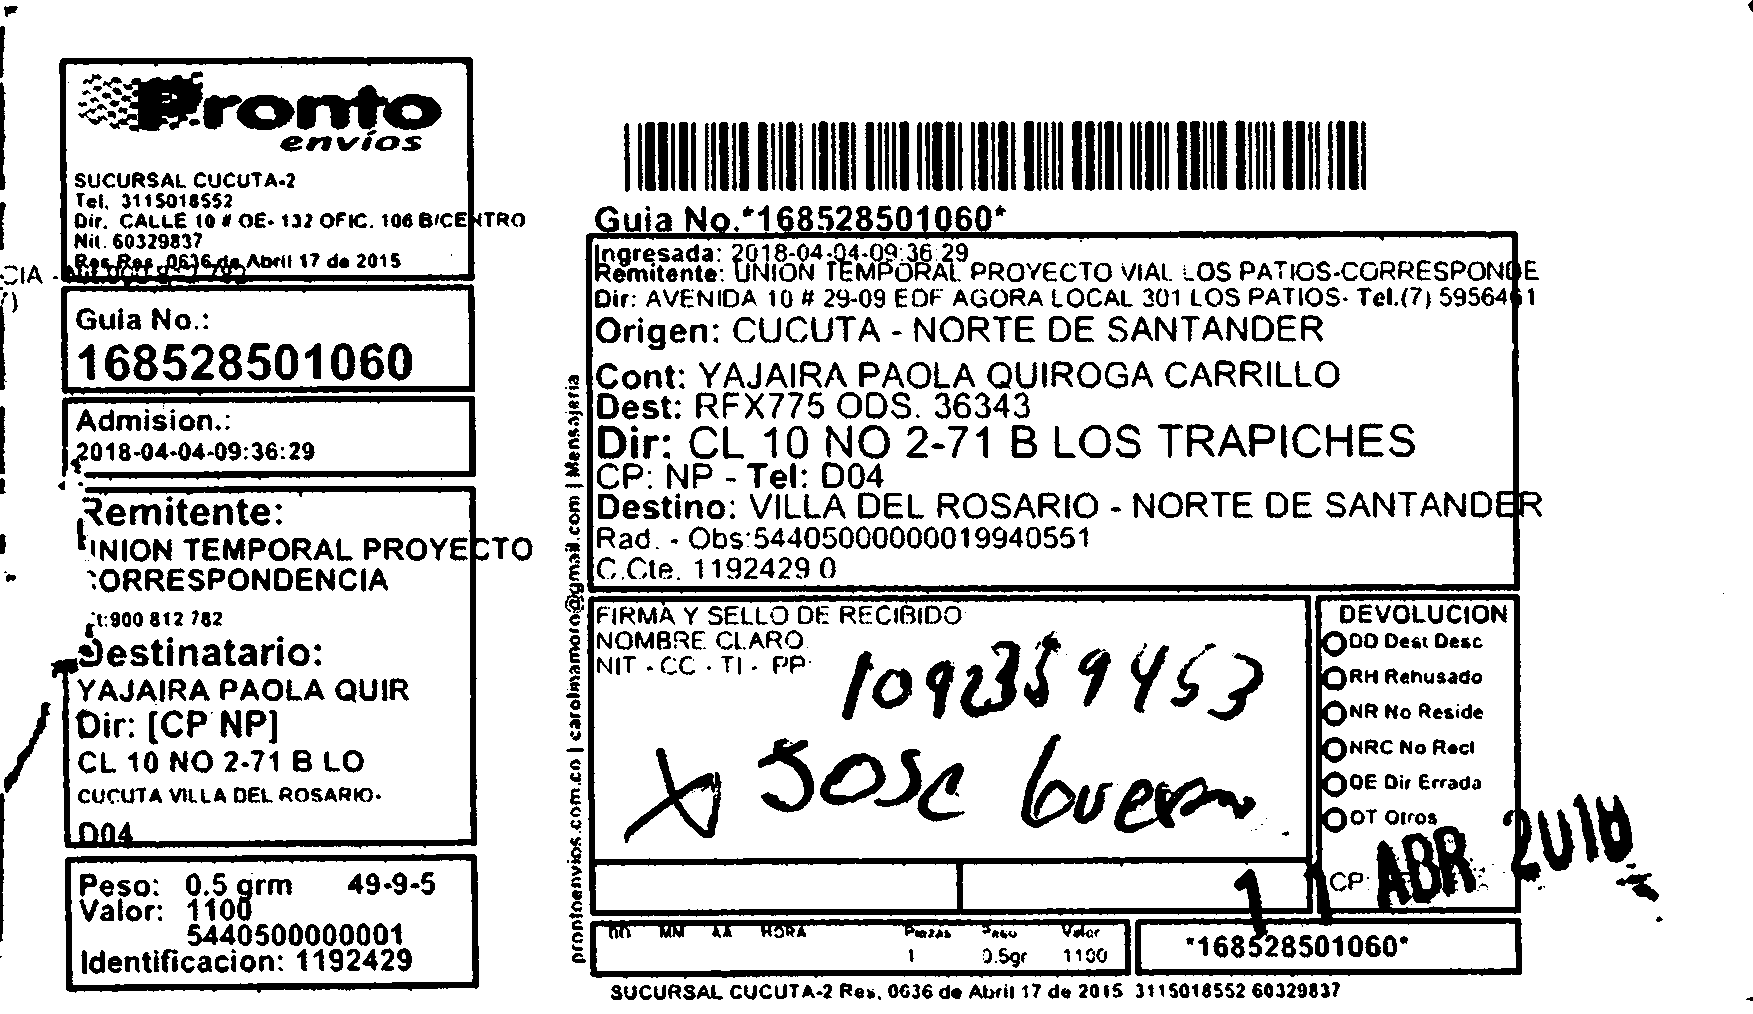 Pronto
envíos
SUCURSAL CUCUTA-2
Tel. 3115018552
Dir. CALLE 10 # OE- 132 OFIC. 106 B/CENTRO
Nit. 60329837
Res Res. 0636 de Abril 17 de 2015
CIA -
Guia No.:
168528501060
Admision.:
2018-04-04-09:36:29
Remitente:
UNION TEMPORAL PROYECTO
CORRESPONDENCIA
t:900 812 782
Destinatario:
YAJAIRA PAOLA QUIR
Dir: [CP NP]
CL 10 NO 2-71 B LO
CUCUTA VILLA DEL ROSARIO-
D04
Peso: 0.5 grm 49-9-5
Valor: 1100
5440500000001
Identificacion: 1192429
prontoenvios.com.co | carolmamoro@gmail.com | Mensajeria
Guia No.*168528501060*
Ingresada: 2018-04-04-09:36:29
Remitente: UNION TEMPORAL PROYECTO VIAL LOS PATIOS-CORRESPONDE
Dir: AVENIDA 10 # 29-09 EDF AGORA LOCAL 301 LOS PATIOS- Tel.(7) 5956461
Origen: CUCUTA - NORTE DE SANTANDER
Cont: YAJAIRA PAOLA QUIROGA CARRILLO
Dest: RFX775 ODS. 36343
Dir: CL 10 NO 2-71 B LOS TRAPICHES
CP: NP - Tel: D04
Destino: VILLA DEL ROSARIO - NORTE DE SANTANDER
Rad. - Obs:54405000000019940551
C.Cte. 1192429 0
FIRMA Y SELLO DE RECIBIDO
NOMBRE CLARO
NIT - CC - TI - PP
1092359453
X Jose Guerra
DEVOLUCION
DD Dest Desc
RH Rehusado
NR No Reside
NRC No Recl
DE Dir Errada
OT Otros
CP:
11 ABR 2018
DD MM AA HORA Piezas Peso Valor
1 0.5gr 1100
*168528501060*
SUCURSAL CUCUTA-2 Res. 0636 de Abril 17 de 2015 3115018552 60329837